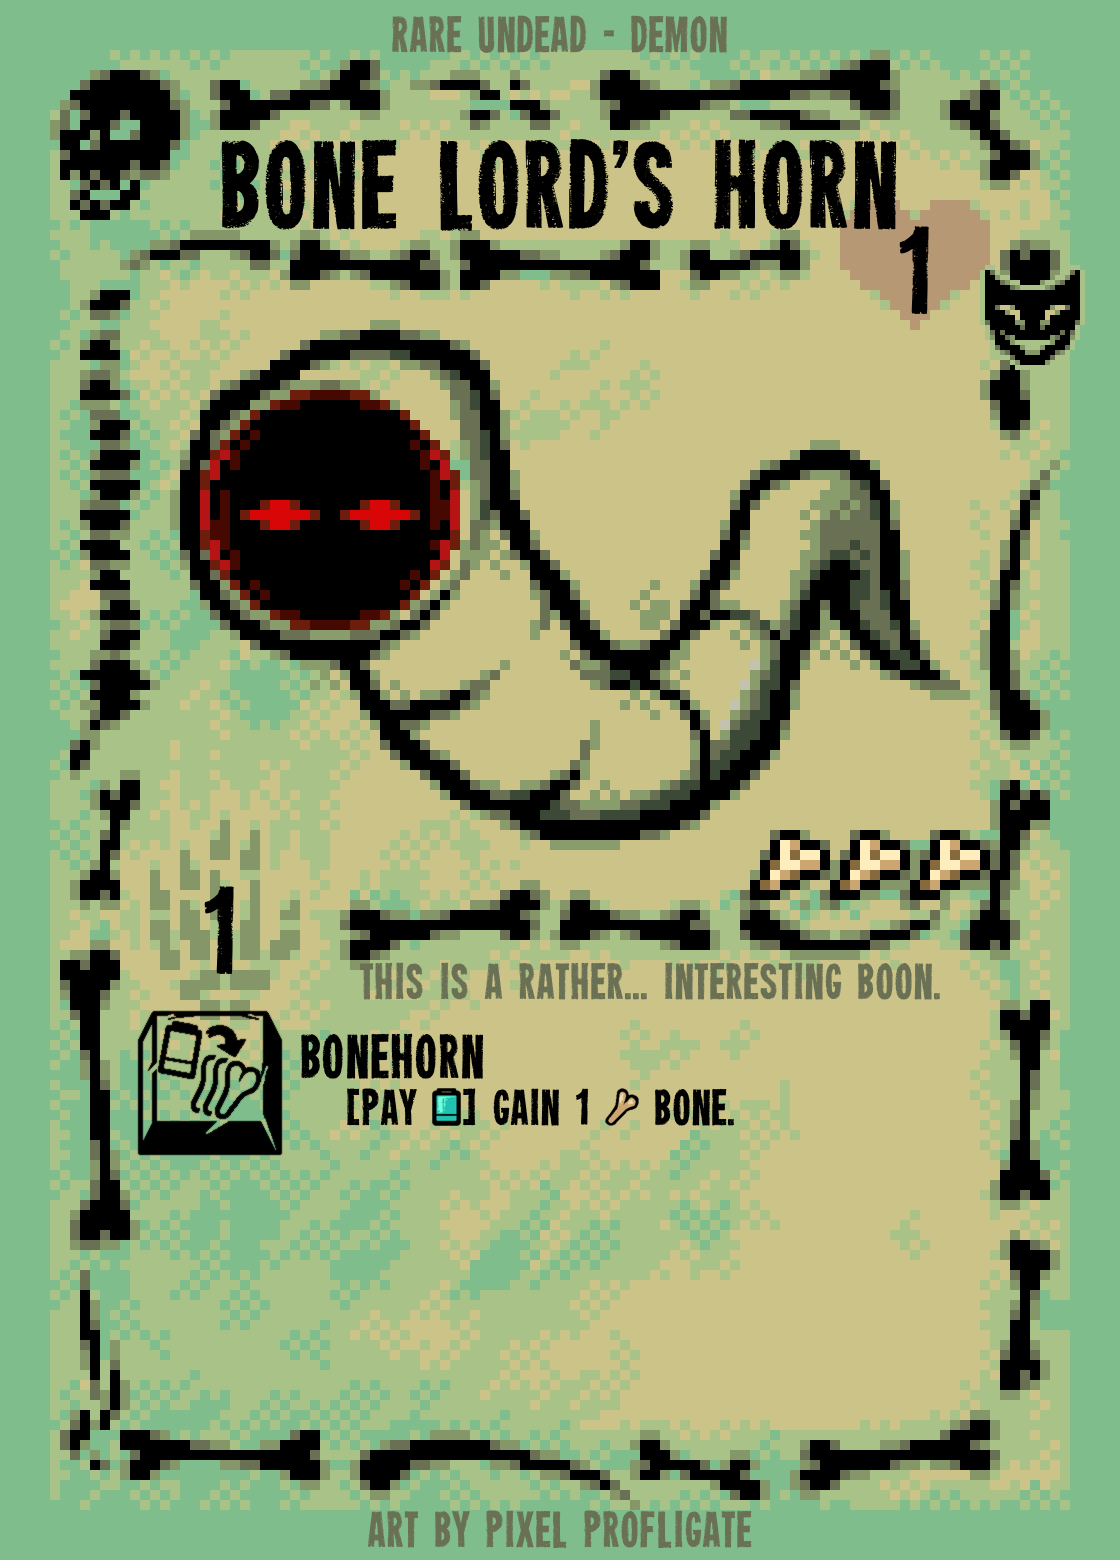 RARE UNDEAD - DEMON
BONE LORD'S HORN
1
1
THIS IS A RATHER... INTERESTING BOON.
BONEHORN
[PAY ] GAIN 1 BONE.
ART BY PIXEL PROFLIGATE